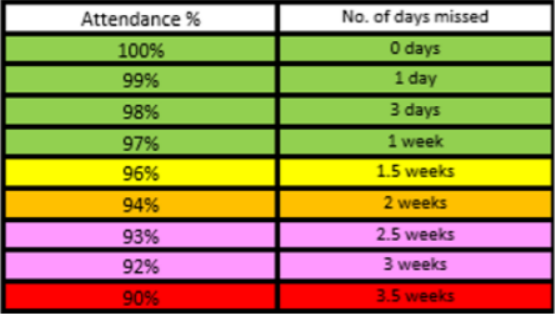 Attendance % No. of days missed
100% 0 days
99% 1 day
98% 3 days
97% 1 week
96% 1.5 weeks
94% 2 weeks
93% 2.5 weeks
92% 3 weeks
90% 3.5 weeks